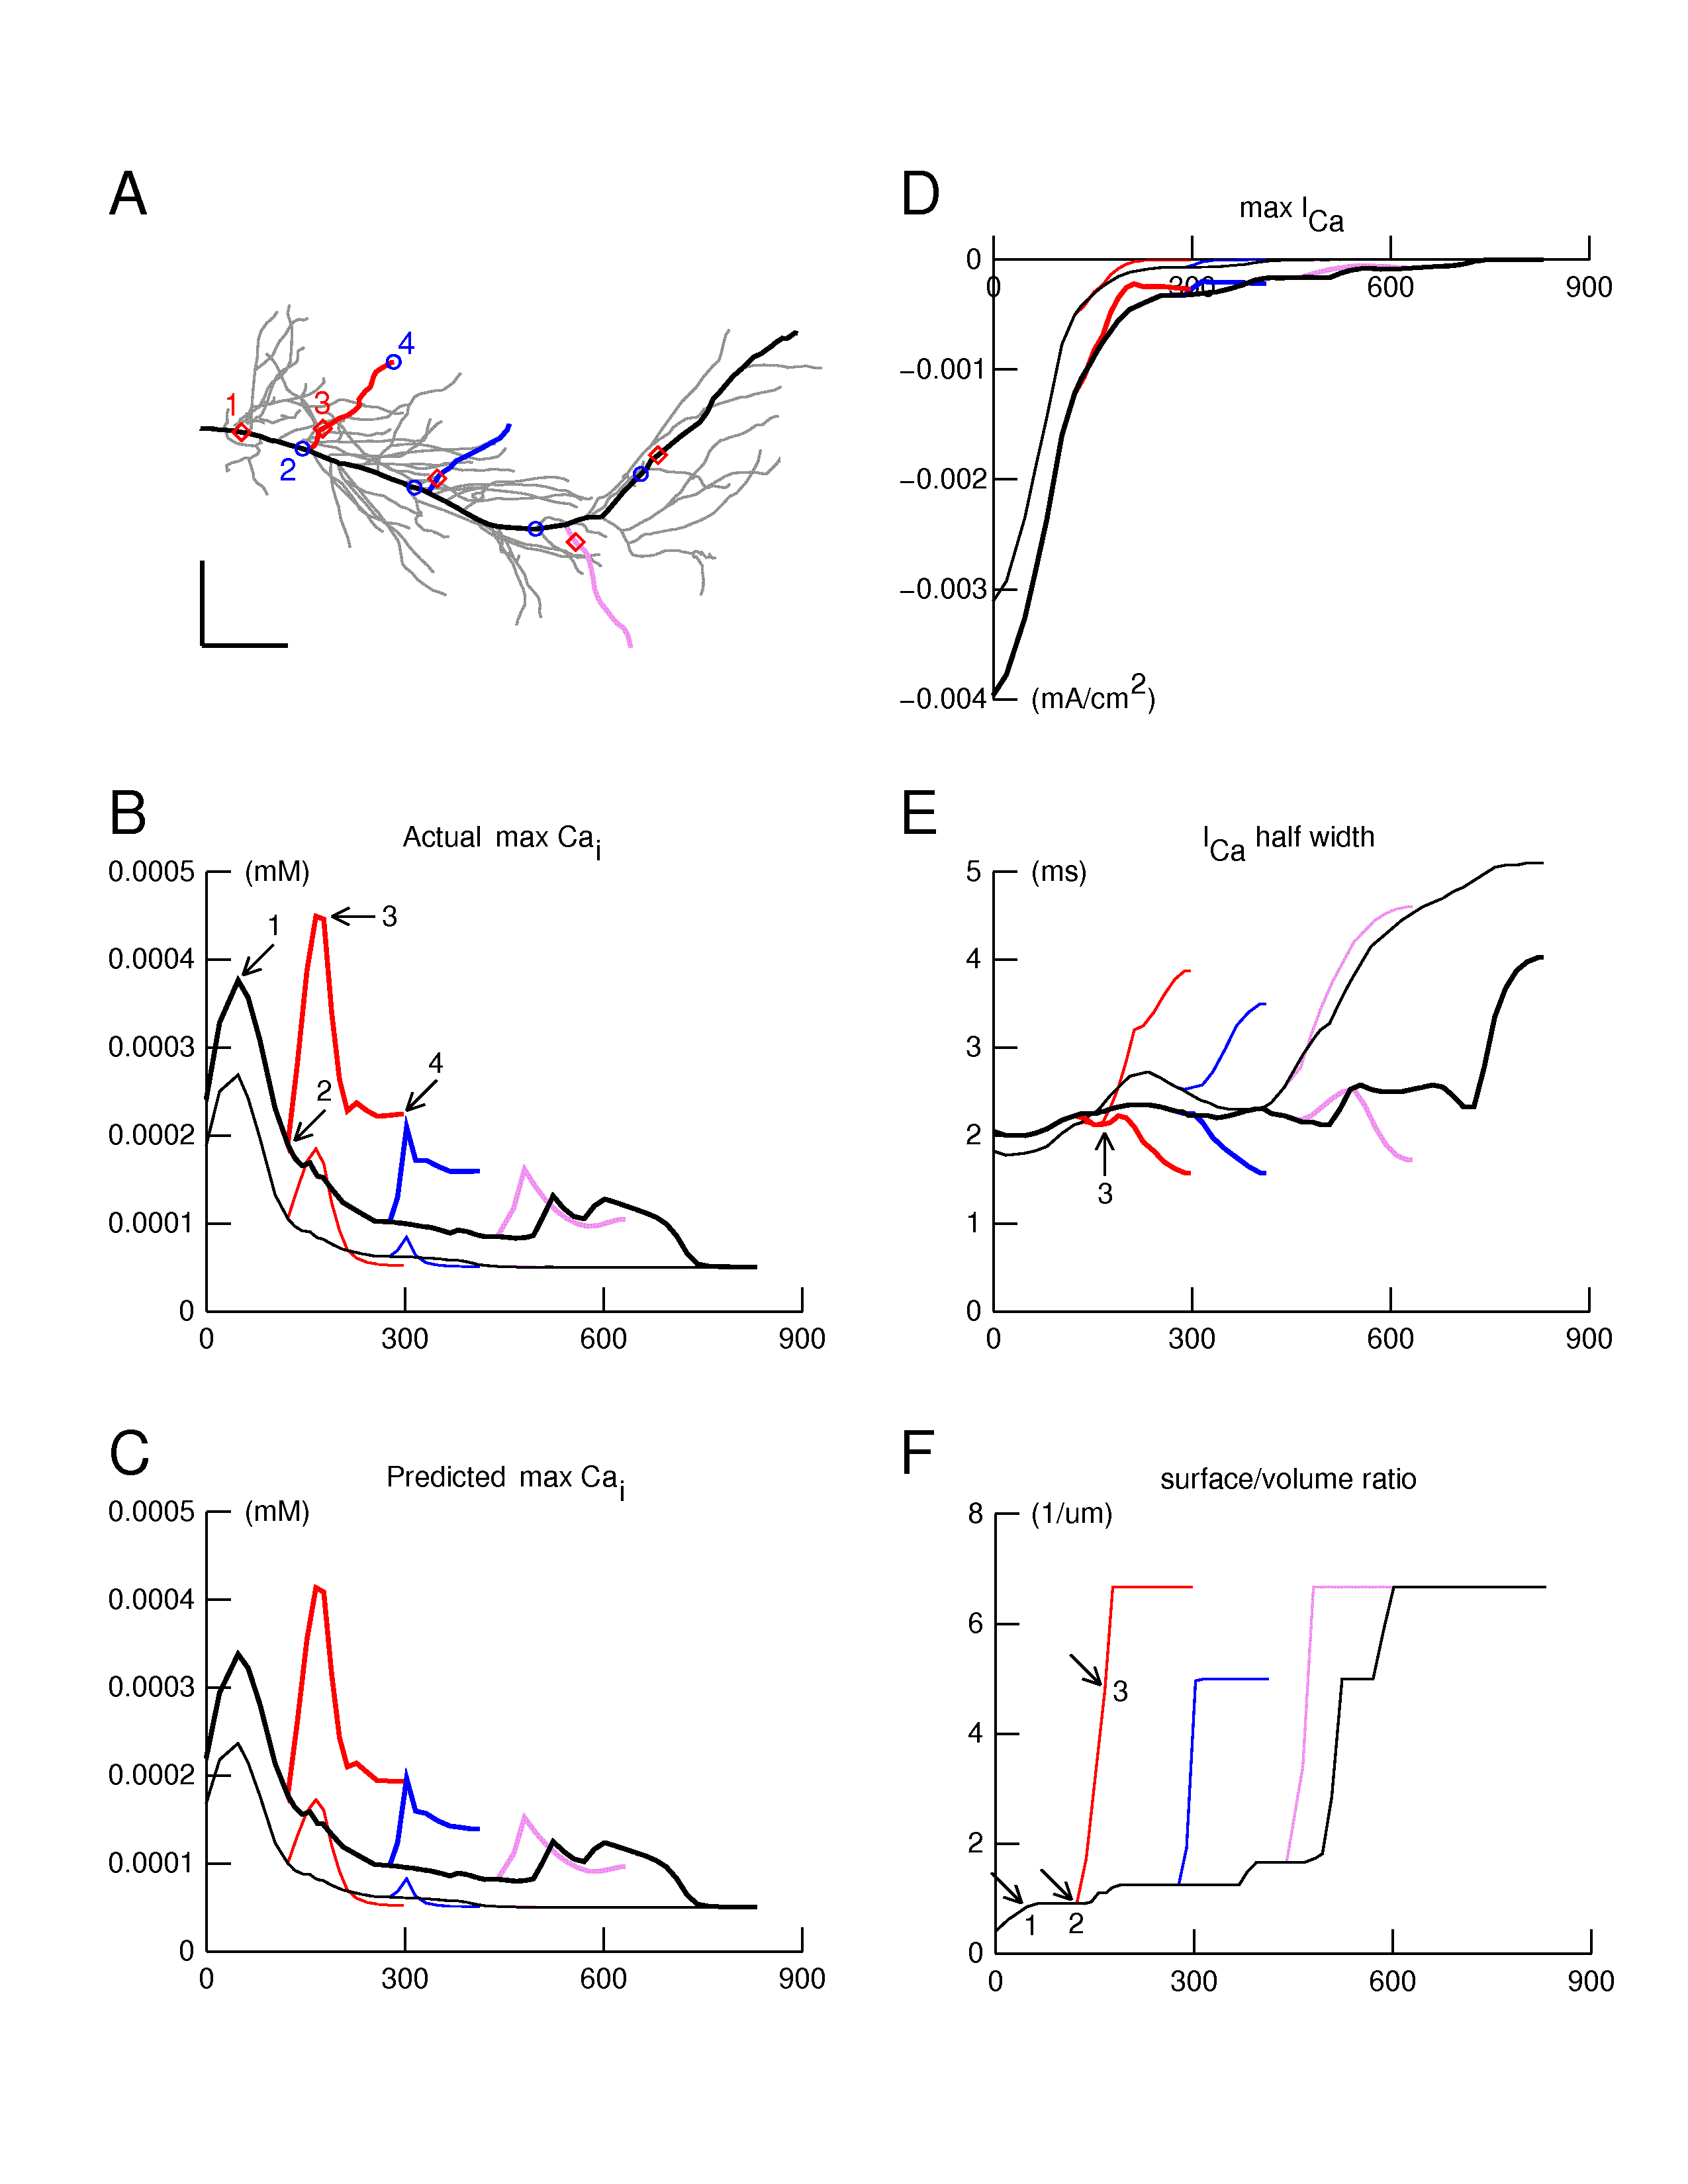 A
1
2
3
4
B
Actual max Cai
0.0005 (mM)
0.0004
0.0003
0.0002
0.0001
0
1
2
3
4
0 300 600 900
C
Predicted max Cai
0.0005 (mM)
0.0004
0.0003
0.0002
0.0001
0
0 300 600 900
D
max ICa
0
0 300 600 900
−0.001
−0.002
−0.003
−0.004 (mA/cm2)
E
ICa half width
5 (ms)
4
3
2
1
0
3
0 300 600 900
F
surface/volume ratio
8 (1/um)
6
4
2
0
3
1 2
0 300 600 900